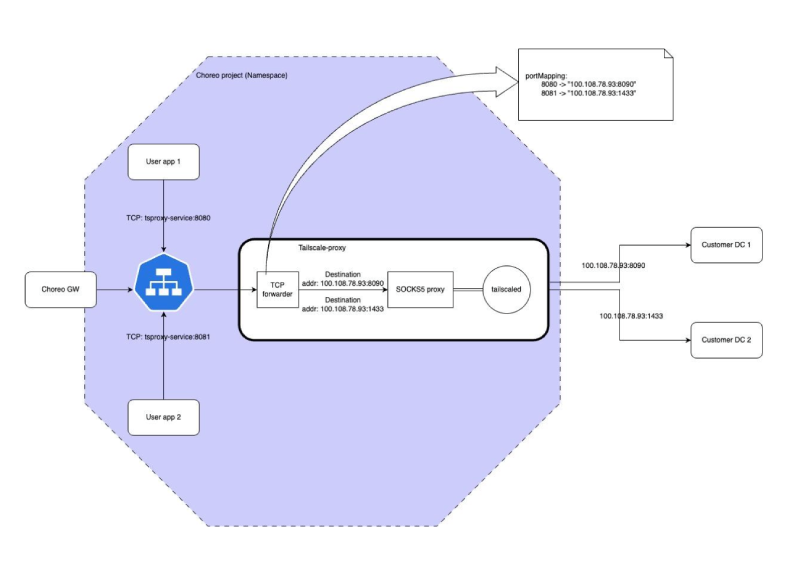 Choreo project (Namespace)
portMapping:
8080 -> "100.108.78.93:8090"
8081 -> "100.108.78.93:1433"
User app 1
TCP: tsproxy-service:8080
Tailscale-proxy
Customer DC 1
100.108.78.93:8090
Choreo GW
TCP
forwarder
Destination
addr: 100.108.78.93:8090
Destination
addr: 100.108.78.93:1433
SOCKS5 proxy
tailscaled
100.108.78.93:1433
TCP: tsproxy-service:8081
Customer DC 2
User app 2